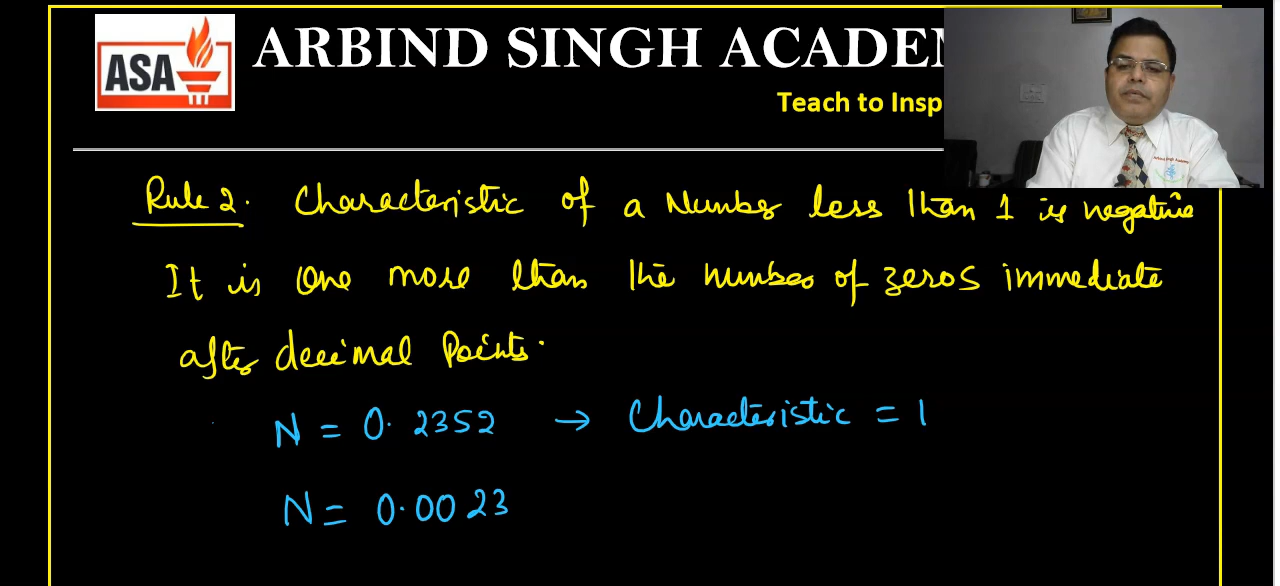 ASA
ARBIND SINGH ACADEM
Teach to Insp
Rule 2. Characteristic of a Number less than 1 is negative
It is one more than the number of zeros immediate
after decimal Points.
N = 0.2352 → Characteristic = 1
N = 0.0023